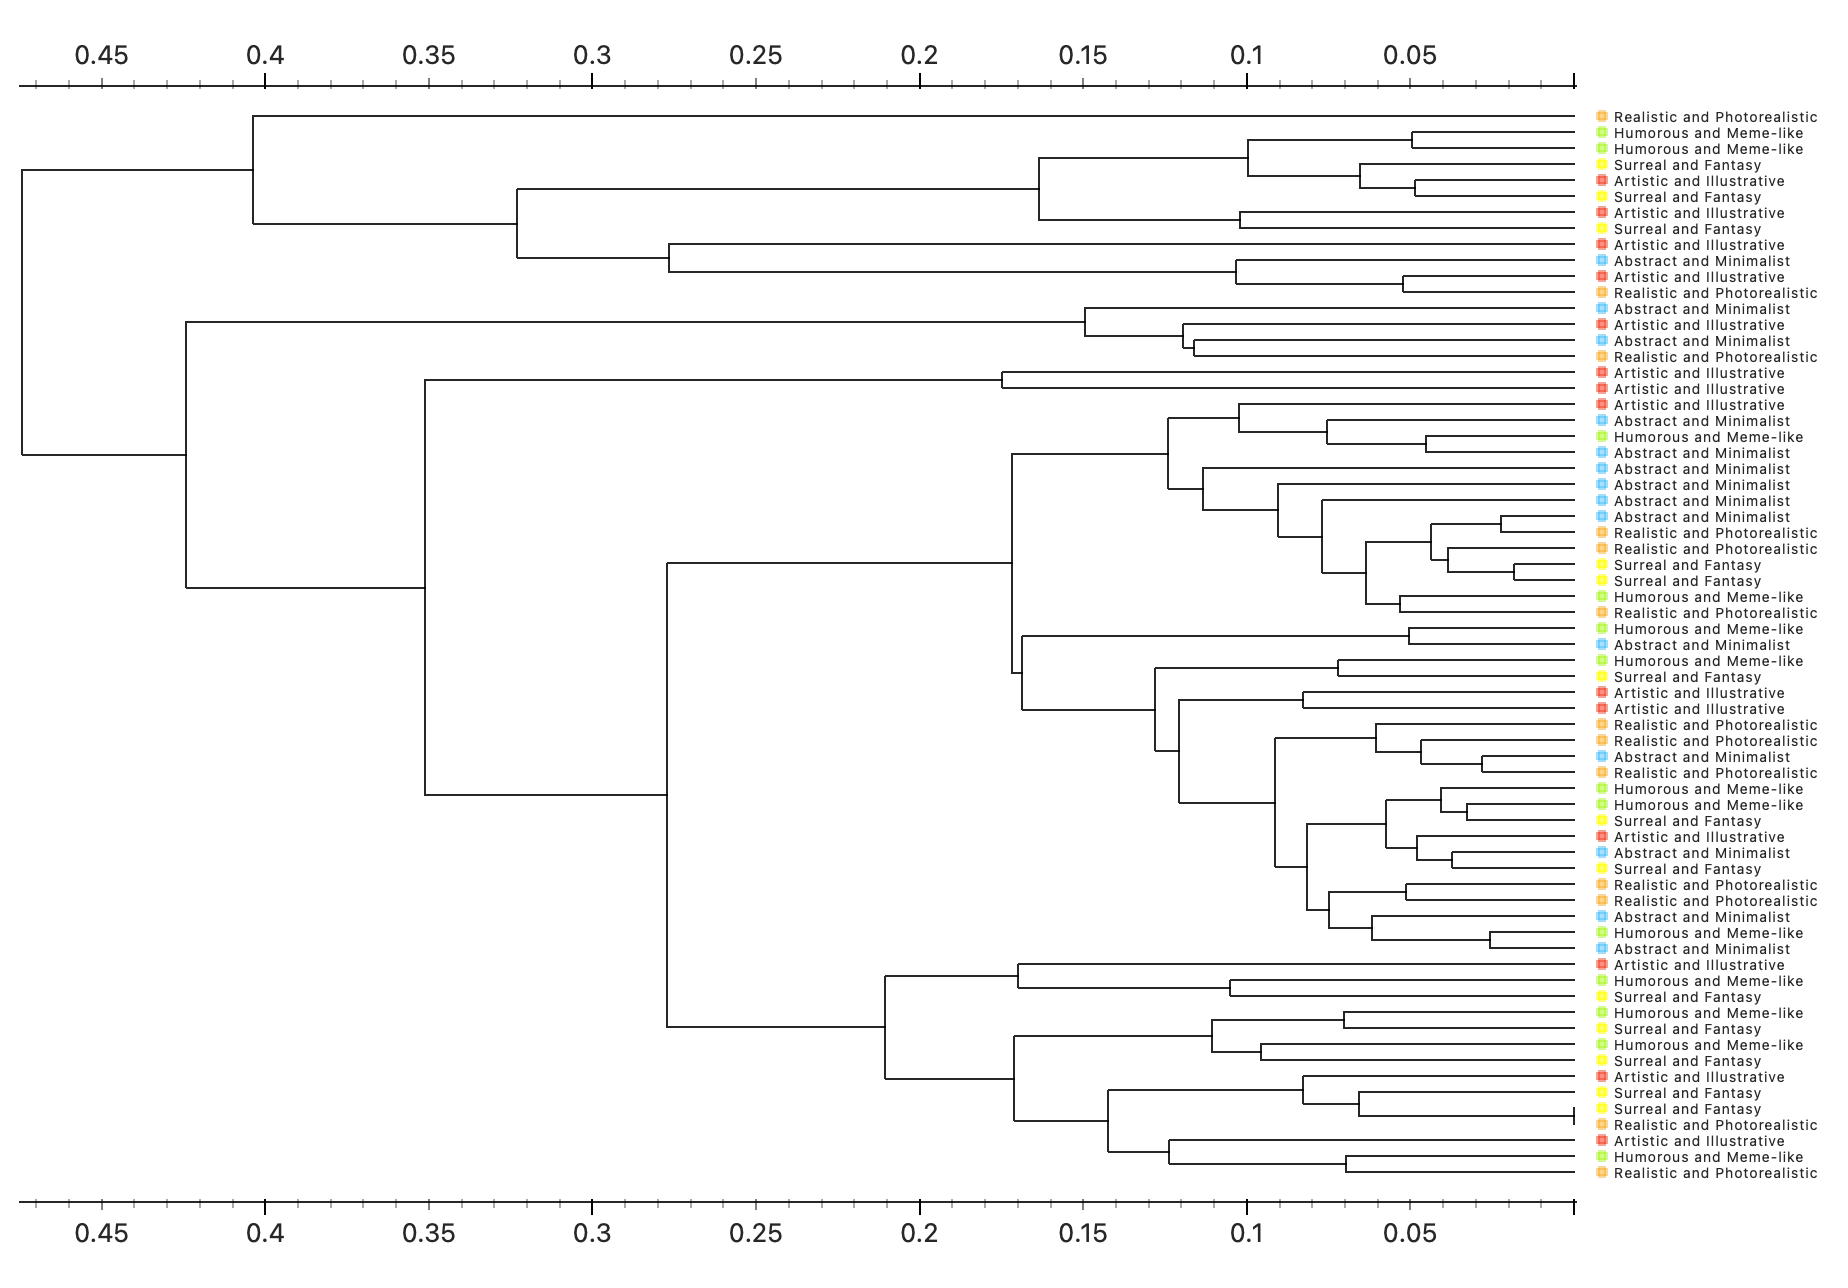 0.45 0.4 0.35 0.3 0.25 0.2 0.15 0.1 0.05
Realistic and Photorealistic
Humorous and Meme-like
Humorous and Meme-like
Surreal and Fantasy
Artistic and Illustrative
Surreal and Fantasy
Artistic and Illustrative
Surreal and Fantasy
Artistic and Illustrative
Abstract and Minimalist
Artistic and Illustrative
Realistic and Photorealistic
Abstract and Minimalist
Artistic and Illustrative
Abstract and Minimalist
Realistic and Photorealistic
Artistic and Illustrative
Artistic and Illustrative
Artistic and Illustrative
Abstract and Minimalist
Humorous and Meme-like
Abstract and Minimalist
Abstract and Minimalist
Abstract and Minimalist
Abstract and Minimalist
Abstract and Minimalist
Realistic and Photorealistic
Realistic and Photorealistic
Surreal and Fantasy
Surreal and Fantasy
Humorous and Meme-like
Realistic and Photorealistic
Humorous and Meme-like
Abstract and Minimalist
Humorous and Meme-like
Surreal and Fantasy
Artistic and Illustrative
Artistic and Illustrative
Realistic and Photorealistic
Realistic and Photorealistic
Abstract and Minimalist
Realistic and Photorealistic
Humorous and Meme-like
Humorous and Meme-like
Surreal and Fantasy
Artistic and Illustrative
Abstract and Minimalist
Surreal and Fantasy
Realistic and Photorealistic
Realistic and Photorealistic
Abstract and Minimalist
Humorous and Meme-like
Abstract and Minimalist
Artistic and Illustrative
Humorous and Meme-like
Surreal and Fantasy
Humorous and Meme-like
Surreal and Fantasy
Humorous and Meme-like
Surreal and Fantasy
Artistic and Illustrative
Surreal and Fantasy
Surreal and Fantasy
Realistic and Photorealistic
Artistic and Illustrative
Humorous and Meme-like
Realistic and Photorealistic
0.45 0.4 0.35 0.3 0.25 0.2 0.15 0.1 0.05